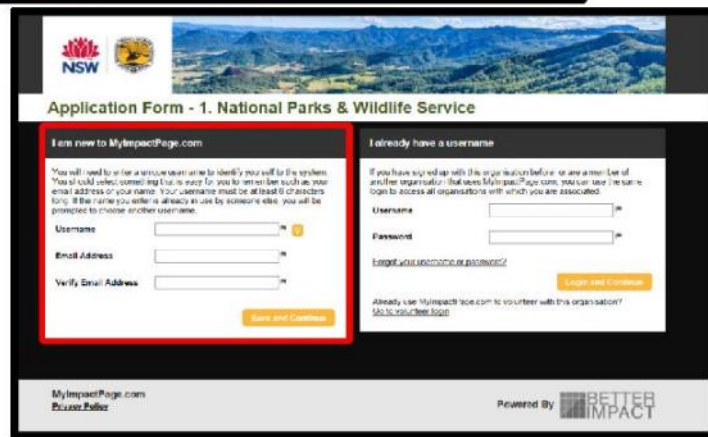 NSW
Application Form - 1. National Parks & Wildlife Service
I am new to MyImpactPage.com
You will need to enter a unique username to identify yourself to the system.
You should select something that is easy for you to remember such as your
email address or your name. Your username must be at least 6 characters
long. If the name you enter is already in use by someone else, you will be
prompted to choose another username.
Username
Email Address
Verify Email Address
Save and Continue
I already have a username
If you have signed up with this organisation before or are a member of
another organisation that uses MyImpactPage.com, you can use the same
login to access all organisations with which you are associated.
Username
Password
Forgot your username or password?
Login and Continue
Already use MyImpactPage.com to volunteer with this organisation?
Go to volunteer login
MyImpactPage.com
Privacy Policy
Powered By BETTER
IMPACT